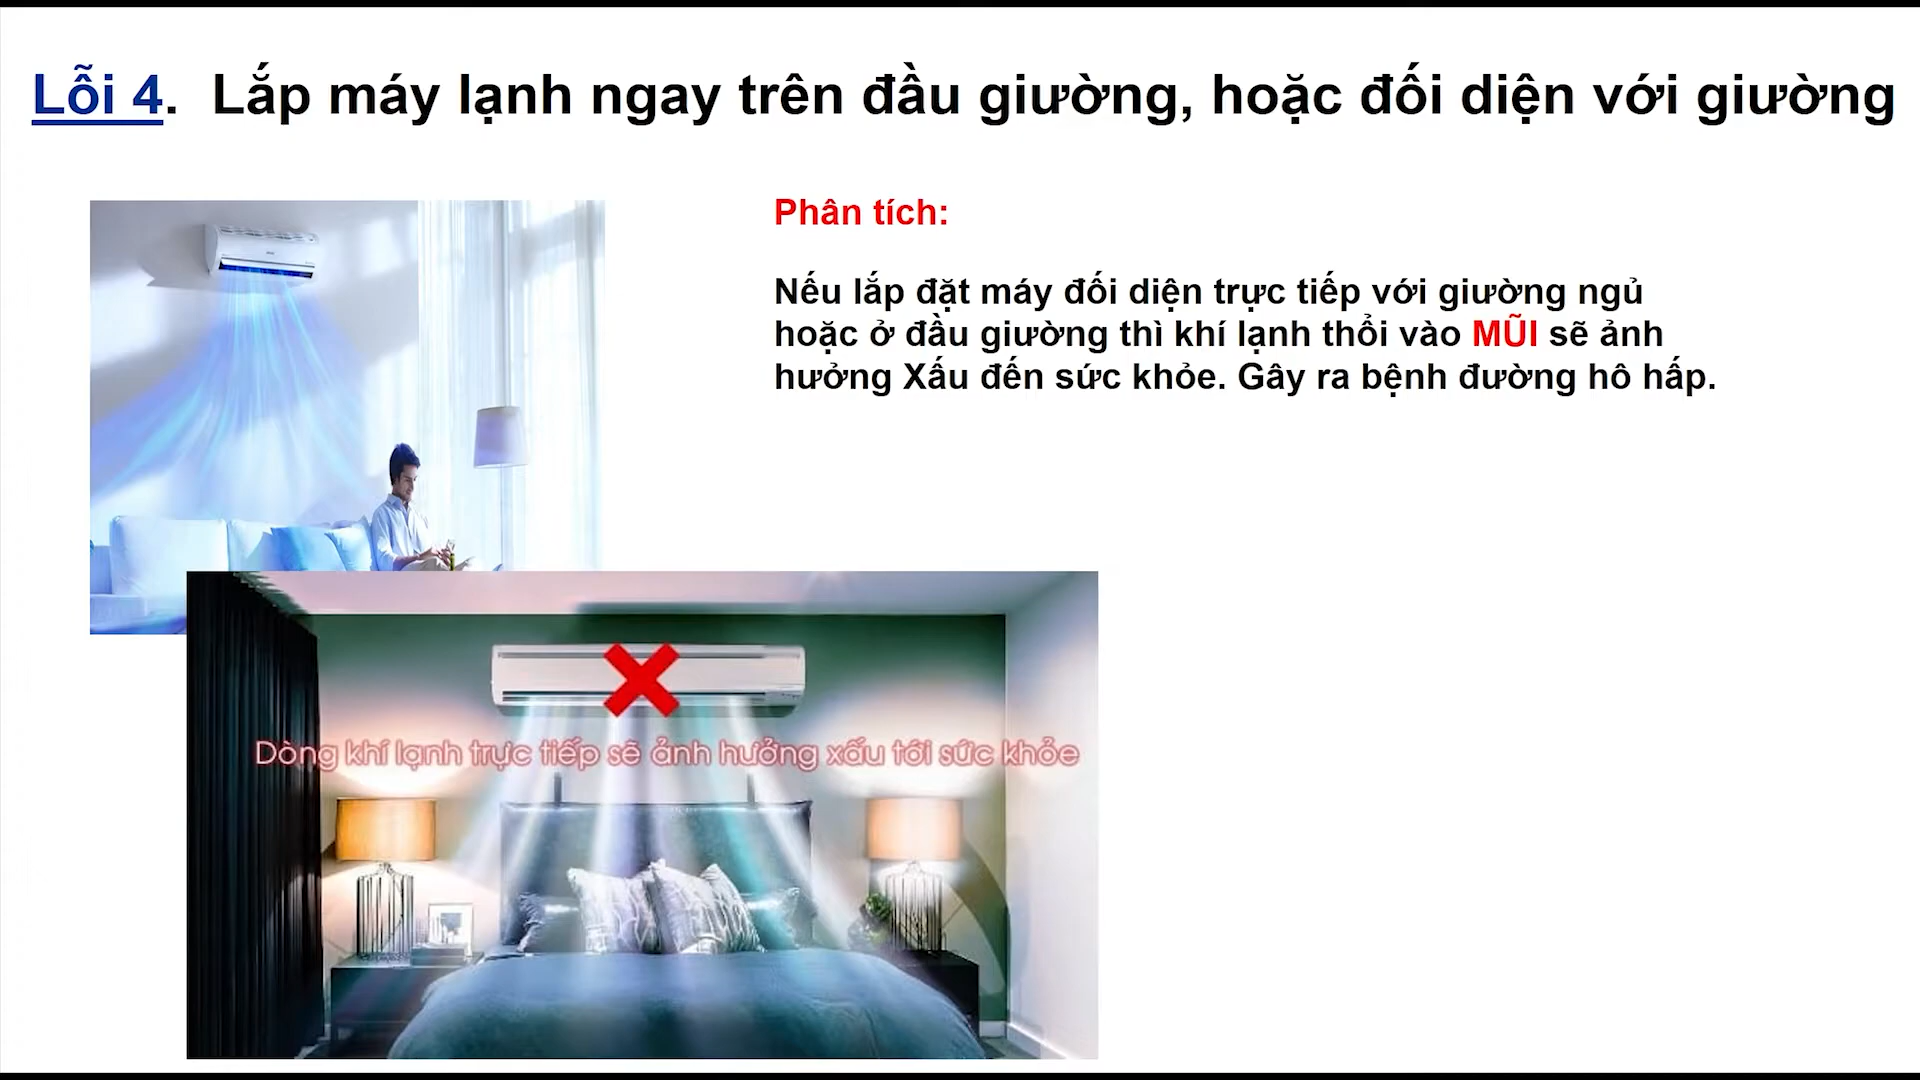 Lỗi 4. Lắp máy lạnh ngay trên đầu giường, hoặc đối diện với giường
Phân tích:
Nếu lắp đặt máy đối diện trực tiếp với giường ngủ
hoặc ở đầu giường thì khí lạnh thổi vào MŨI sẽ ảnh
hưởng Xấu đến sức khỏe. Gây ra bệnh đường hô hấp.
Dòng khí lạnh trực tiếp sẽ ảnh hưởng xấu tới sức khỏe